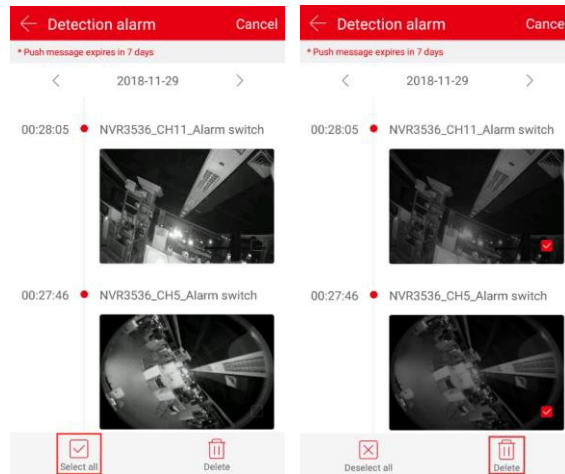 Detection alarm Cancel
* Push message expires in 7 days
2018-11-29
00:28:05 NVR3536_CH11_Alarm switch
00:27:46 NVR3536_CH5_Alarm switch
Select all Delete
Detection alarm Cance
* Push message expires in 7 days
2018-11-29
00:28:05 NVR3536_CH11_Alarm switch
00:27:46 NVR3536_CH5_Alarm switch
Deselect all Delete